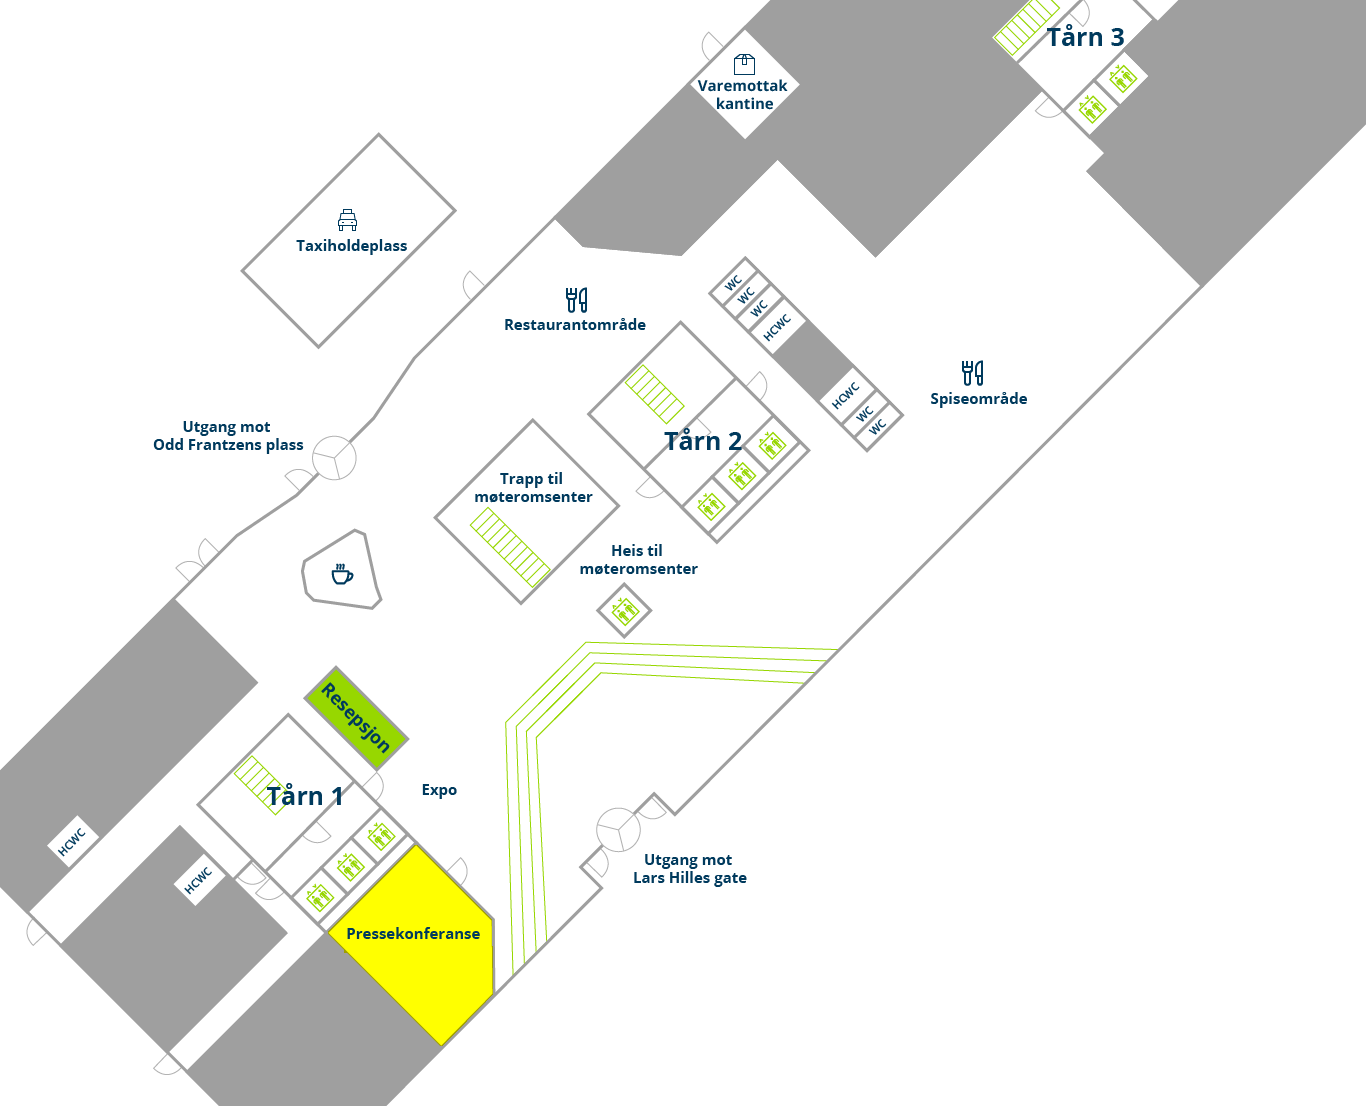 Tårn 3
Varemottak
kantine
Taxiholdeplass
WC
WC
WC
HCWC
Restaurantområde
HCWC
WC
WC
Spiseområde
Utgang mot
Odd Frantzens plass
Tårn 2
Trapp til
møteromsenter
Heis til
møteromsenter
Resepsjon
Tårn 1
Expo
HCWC
HCWC
Utgang mot
Lars Hilles gate
Pressekonferanse